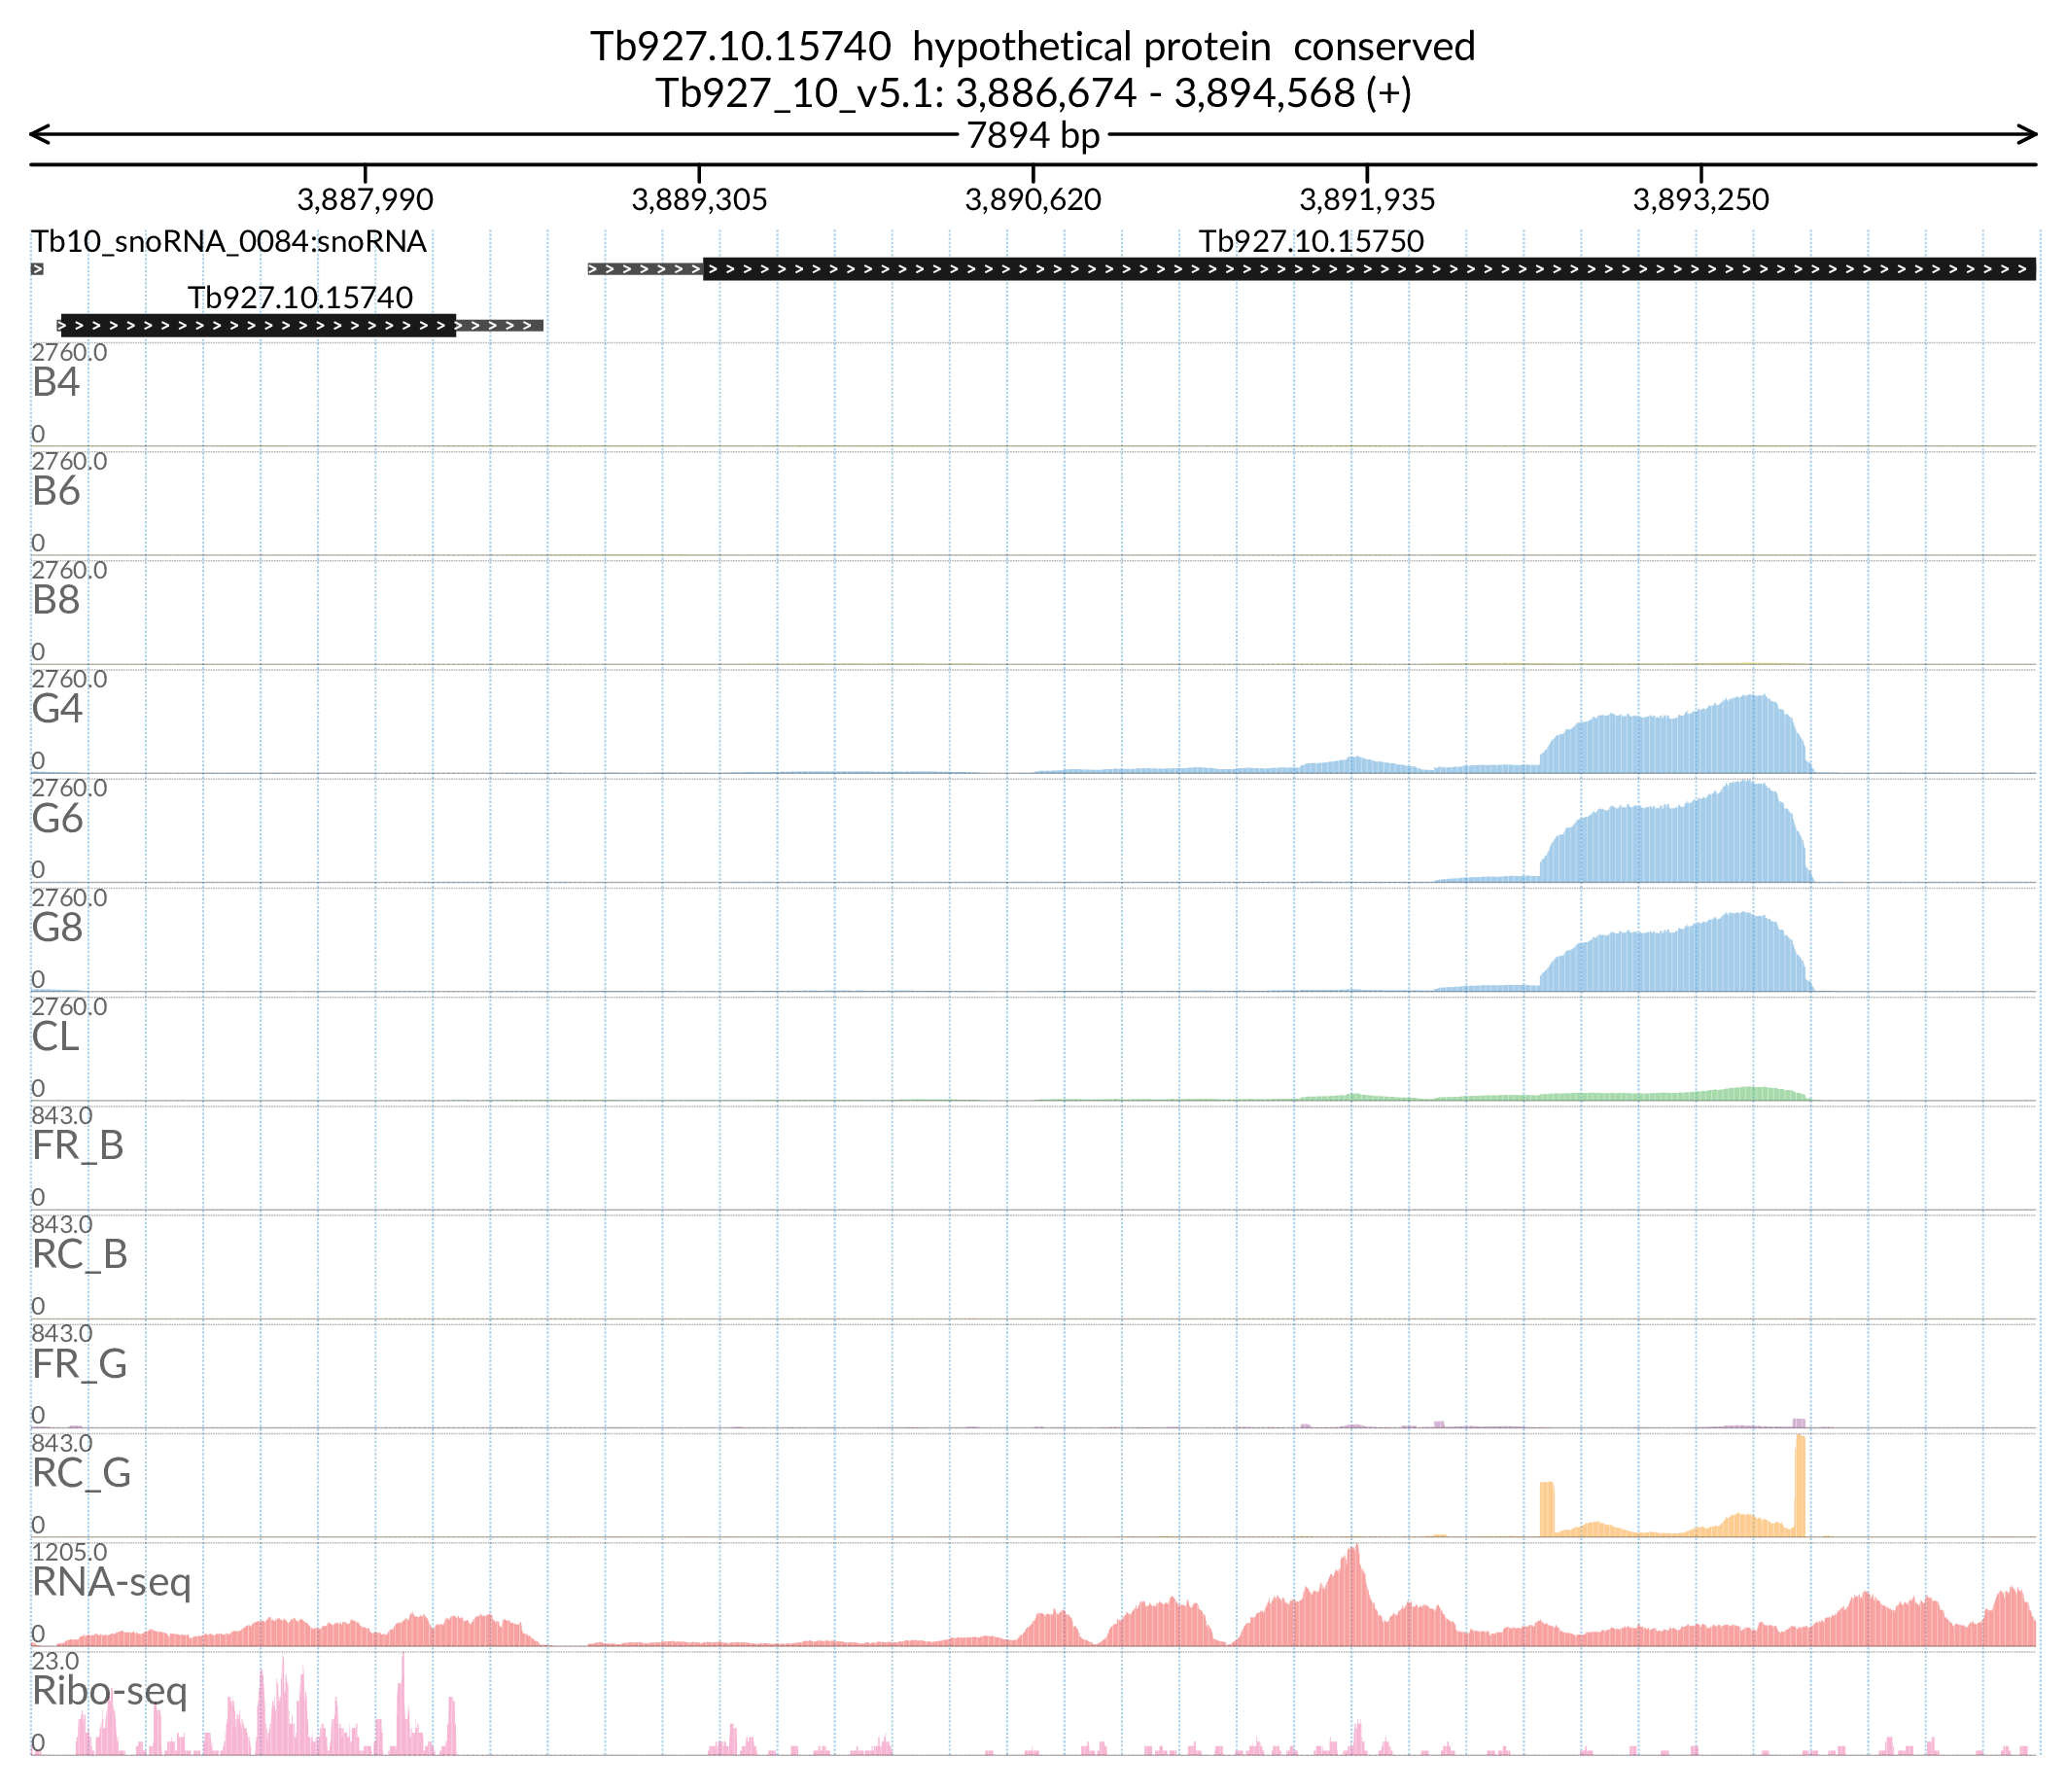 Tb927.10.15740  hypothetical protein  conserved
Tb927_10_v5.1: 3,886,674 - 3,894,568 (+)
7894 bp
3,887,990 3,889,305 3,890,620 3,891,935 3,893,250
Tb10_snoRNA_0084:snoRNA Tb927.10.15750
Tb927.10.15740
2760.0
B4
0
2760.0
B6
0
2760.0
B8
0
2760.0
G4
0
2760.0
G6
0
2760.0
G8
0
2760.0
CL
0
843.0
FR_B
0
843.0
RC_B
0
843.0
FR_G
0
843.0
RC_G
0
1205.0
RNA-seq
0
23.0
Ribo-seq
0